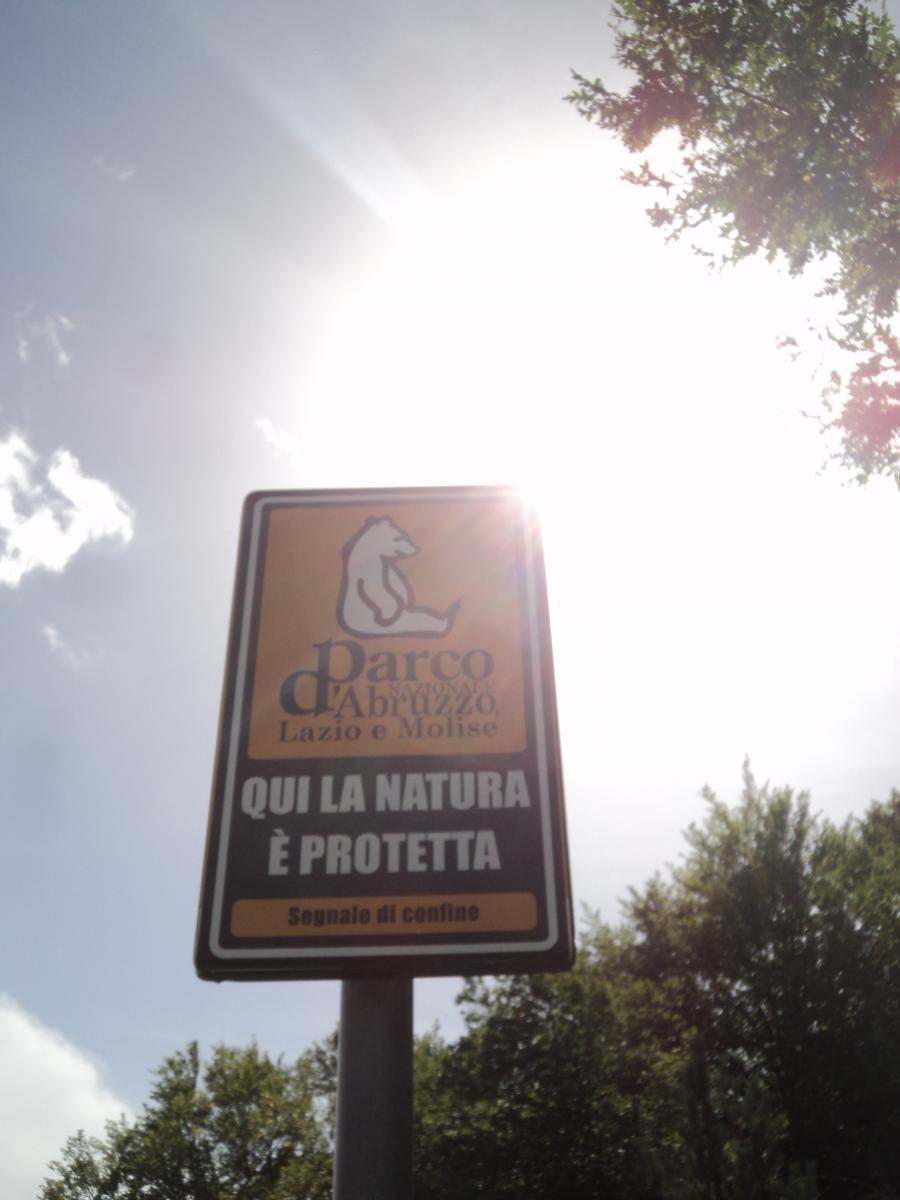 Parco
NAZIONALE
d'Abruzzo,
Lazio e Molise
QUI LA NATURA
È PROTETTA
Segnale di confine